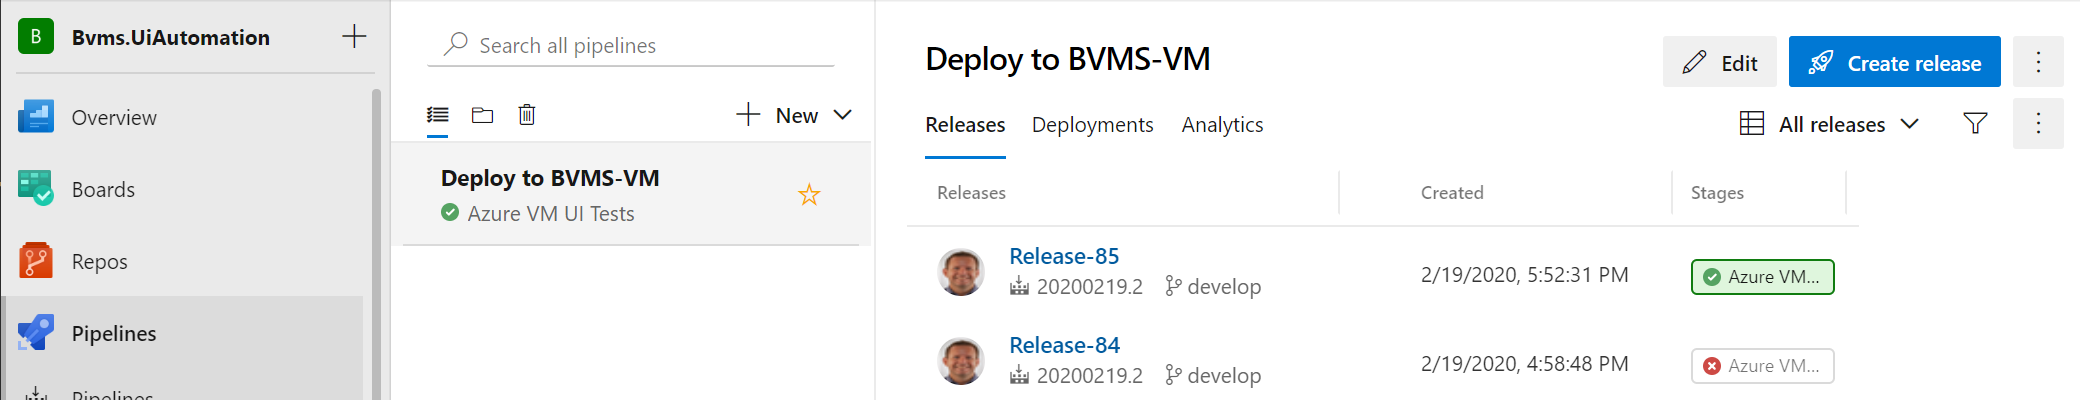 B Bvms.UiAutomation
Overview
Boards
Repos
Pipelines
Pipelines
Search all pipelines
New
Deploy to BVMS-VM
Azure VM UI Tests
Deploy to BVMS-VM
Edit
Create release
Releases Deployments Analytics
All releases
Releases Created Stages
Release-85
20200219.2 develop
2/19/2020, 5:52:31 PM
Azure VM...
Release-84
20200219.2 develop
2/19/2020, 4:58:48 PM
Azure VM...